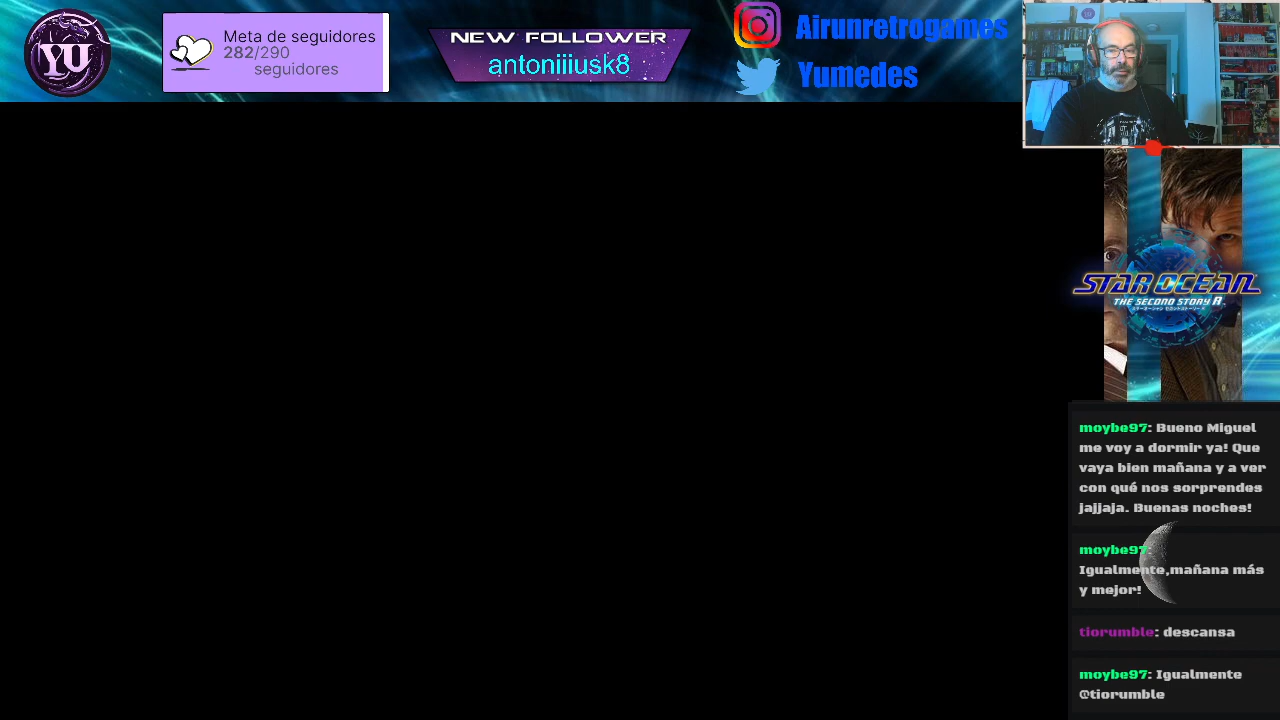 YU
Meta de seguidores
282/290
seguidores
NEW FOLLOWER
antoniiiusk8
Airunretrogames
Yumedes
STAR OCEAN
THE SECOND STORY R
moybe97: Bueno Miguel
me voy a dormir ya! Que
vaya bien mañana y a ver
con qué nos sorprendes
jajjaja. Buenas noches!
moybe97:
Igualmente,mañana más
y mejor!
tiorumble: descansa
moybe97: Igualmente
@tiorumble